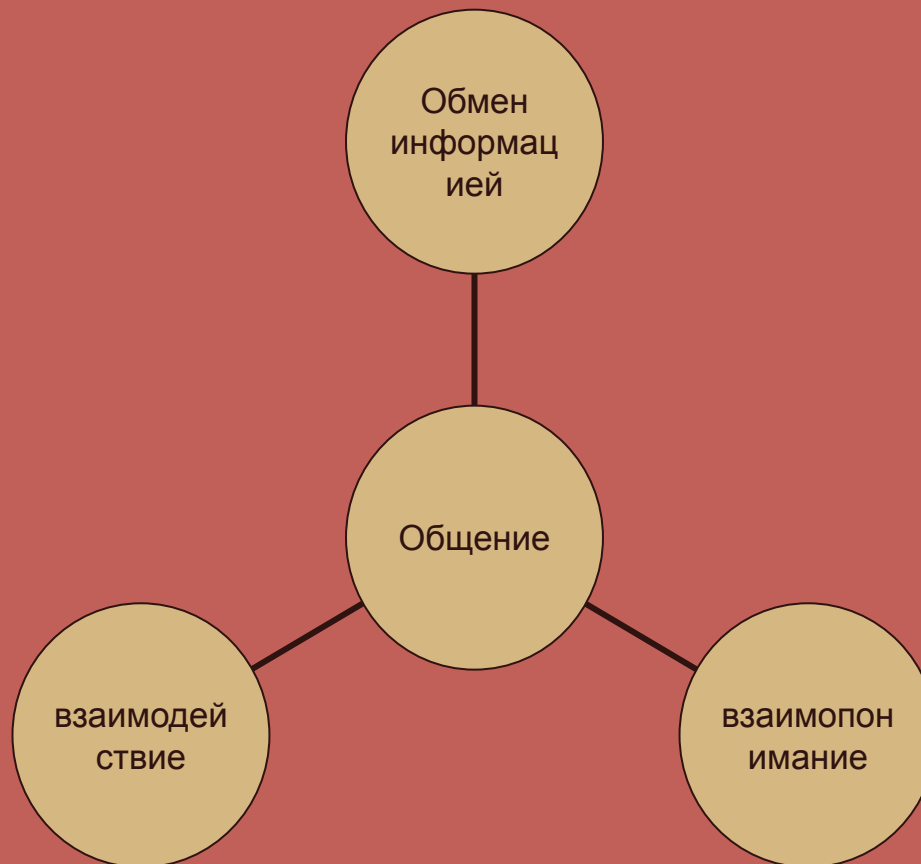 Обмен
информац
ией
Общение
взаимодей
ствие
взаимопон
имание